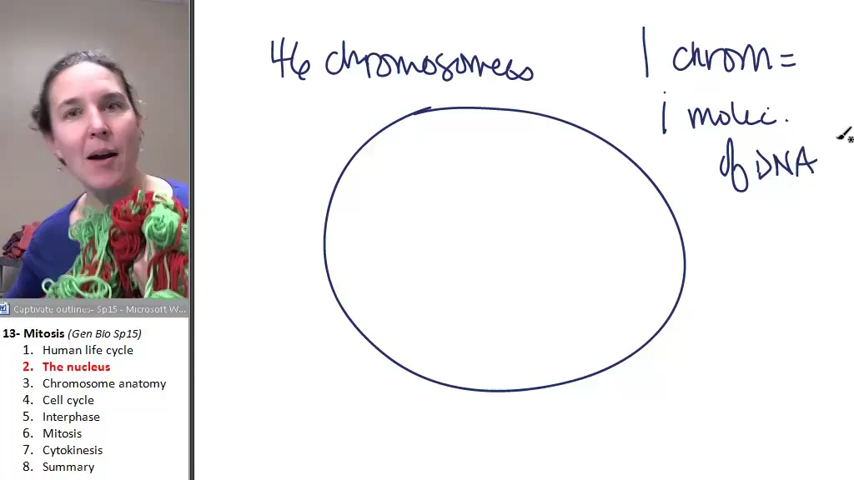 46 chromosomes
1 chrom =
1 molec.
of DNA
Captivate outlines- Sp15 - Microsoft W...
13- Mitosis (Gen Bio Sp15)
1. Human life cycle
2. The nucleus
3. Chromosome anatomy
4. Cell cycle
5. Interphase
6. Mitosis
7. Cytokinesis
8. Summary